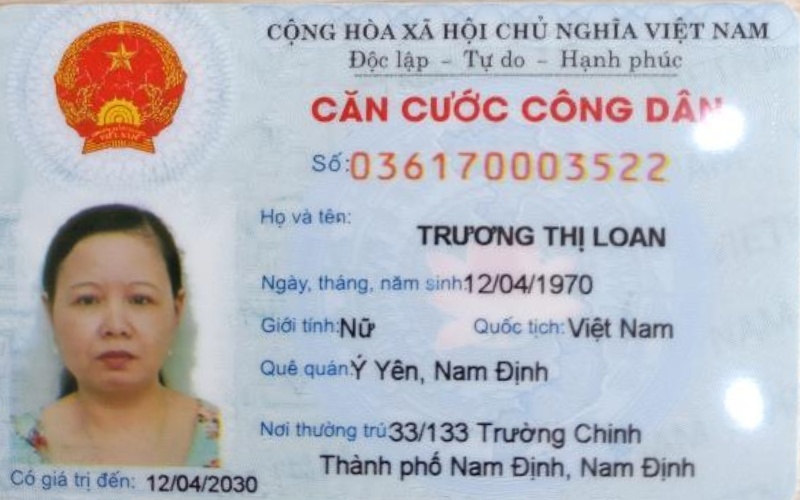 CỘNG HÒA XÃ HỘI CHỦ NGHĨA VIỆT NAM
Độc lập - Tự do - Hạnh phúc
CĂN CƯỚC CÔNG DÂN
Số: 036170003522
Họ và tên:
TRƯƠNG THỊ LOAN
Ngày, tháng, năm sinh: 12/04/1970
Giới tính: Nữ Quốc tịch: Việt Nam
Quê quán: Ý Yên, Nam Định
Nơi thường trú: 33/133 Trường Chinh
Thành phố Nam Định, Nam Định
Có giá trị đến: 12/04/2030